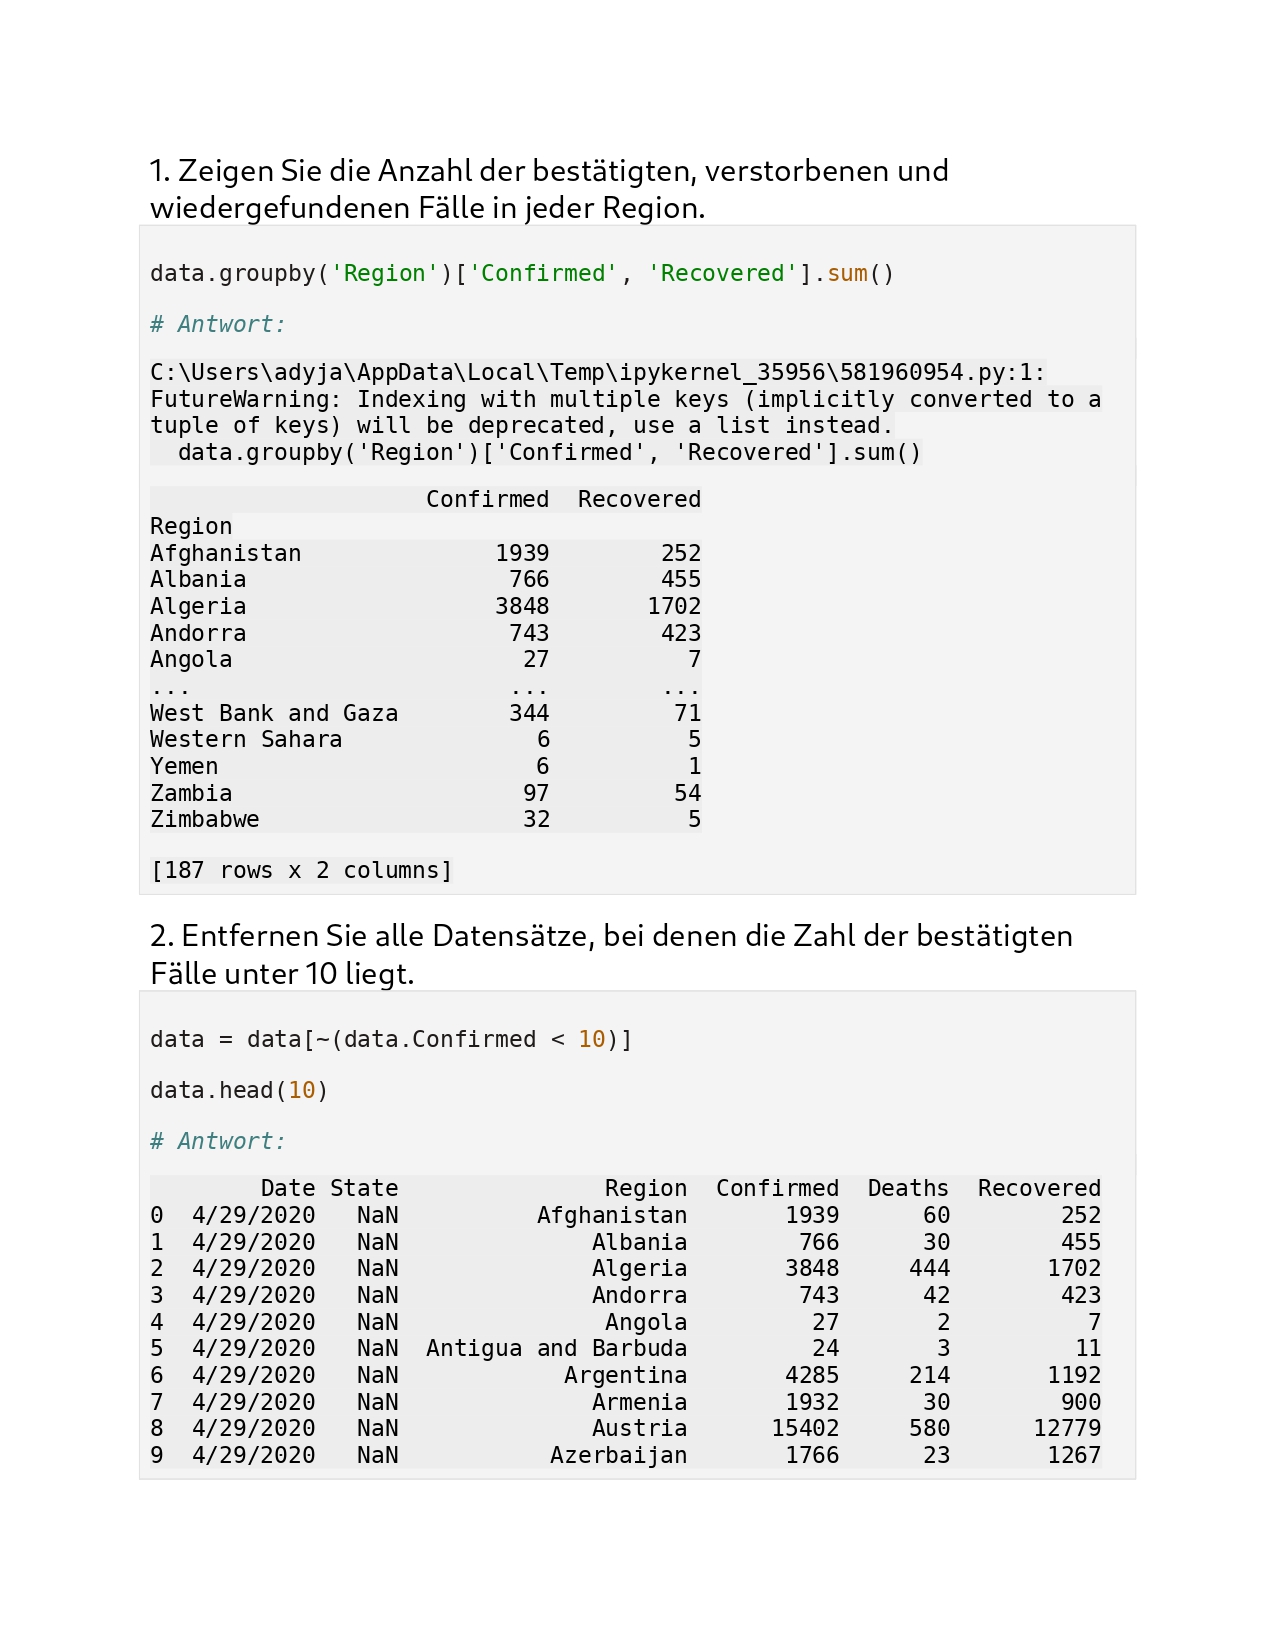 1. Zeigen Sie die Anzahl der bestätigten, verstorbenen und
wiedergefundenen Fälle in jeder Region.
data.groupby('Region')['Confirmed', 'Recovered'].sum()
# Antwort:
C:\Users\adyja\AppData\Local\Temp\ipykernel_35956\581960954.py:1:
FutureWarning: Indexing with multiple keys (implicitly converted to a
tuple of keys) will be deprecated, use a list instead.
  data.groupby('Region')['Confirmed', 'Recovered'].sum()
                    Confirmed  Recovered
Region
Afghanistan              1939        252
Albania                   766        455
Algeria                  3848       1702
Andorra                   743        423
Angola                     27          7
...                       ...        ...
West Bank and Gaza        344         71
Western Sahara              6          5
Yemen                       6          1
Zambia                     97         54
Zimbabwe                   32          5
[187 rows x 2 columns]
2. Entfernen Sie alle Datensätze, bei denen die Zahl der bestätigten
Fälle unter 10 liegt.
data = data[~(data.Confirmed < 10)]
data.head(10)
# Antwort:
        Date State               Region  Confirmed  Deaths  Recovered
0  4/29/2020   NaN          Afghanistan       1939      60        252
1  4/29/2020   NaN              Albania        766      30        455
2  4/29/2020   NaN              Algeria       3848     444       1702
3  4/29/2020   NaN              Andorra        743      42        423
4  4/29/2020   NaN               Angola         27       2          7
5  4/29/2020   NaN  Antigua and Barbuda         24       3         11
6  4/29/2020   NaN            Argentina       4285     214       1192
7  4/29/2020   NaN              Armenia       1932      30        900
8  4/29/2020   NaN              Austria      15402     580      12779
9  4/29/2020   NaN           Azerbaijan       1766      23       1267